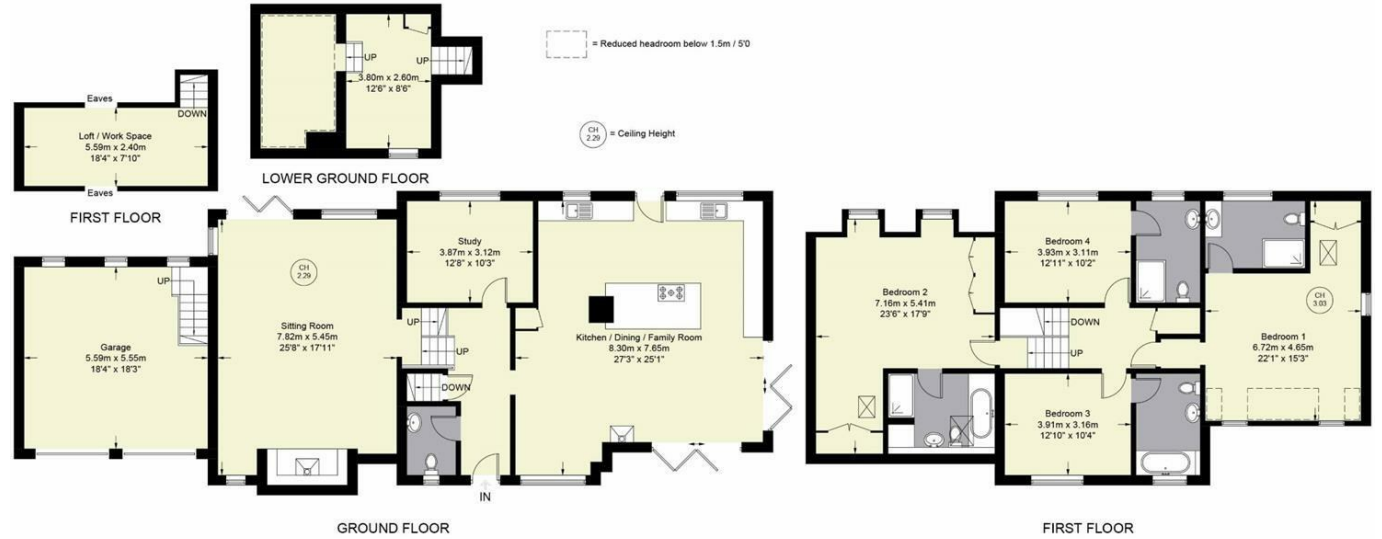 UP
UP
3.80m x 2.60m
12'6" x 8'6"
LOWER GROUND FLOOR
= Reduced headroom below 1.5m / 5'0
CH
2.29
= Ceiling Height
Eaves
DOWN
Loft / Work Space
5.59m x 2.40m
18'4" x 7'10"
Eaves
FIRST FLOOR
UP
Garage
5.59m x 5.55m
18'4" x 18'3"
CH
2.29
Sitting Room
7.82m x 5.45m
25'8" x 17'11"
Study
3.87m x 3.12m
12'8" x 10'3"
UP
UP
DOWN
Kitchen / Dining / Family Room
8.30m x 7.65m
27'3" x 25'1"
IN
GROUND FLOOR
Bedroom 2
7.16m x 5.41m
23'6" x 17'9"
Bedroom 4
3.93m x 3.11m
12'11" x 10'2"
DOWN
UP
CH
3.03
Bedroom 1
6.72m x 4.65m
22'1" x 15'3"
Bedroom 3
3.91m x 3.16m
12'10" x 10'4"
FIRST FLOOR